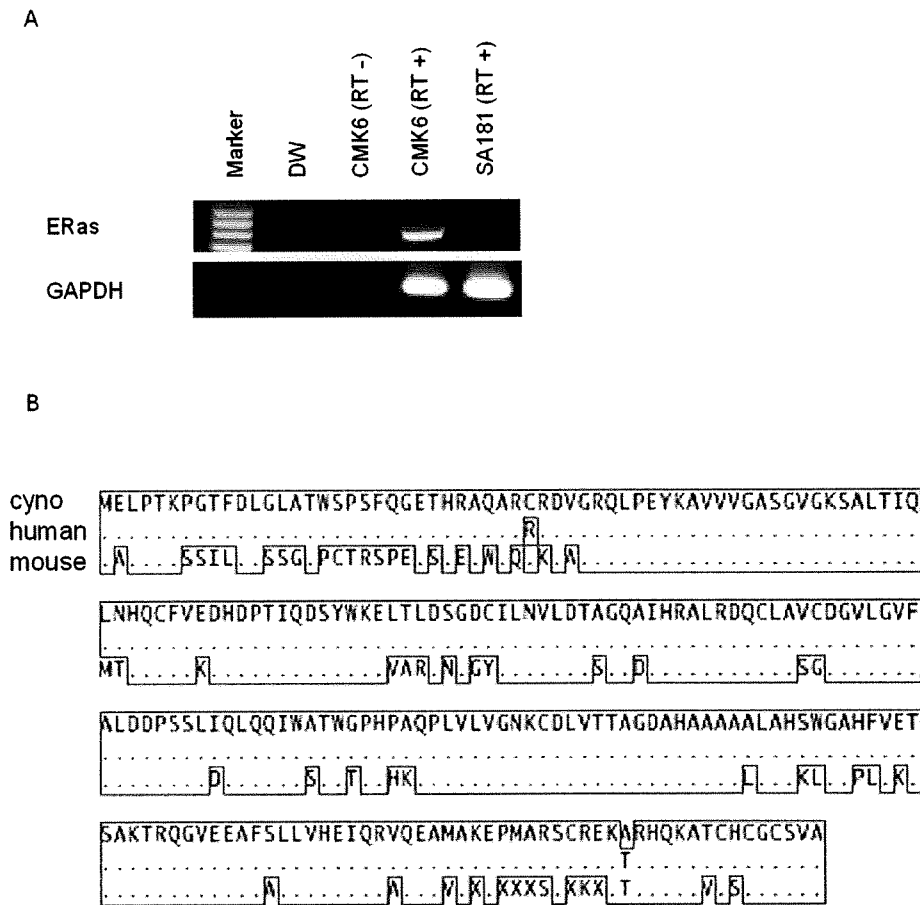 A
Marker
DW
CMK6 (RT -)
CMK6 (RT +)
SA181 (RT +)
ERas
GAPDH
B
cyno MELPTKPGTFDLGLATWSPSFQGETHRAQARCRDVGRQLPEYKAVVVGASGVGKSALTIQ
human ...............................R............................
mouse .A....SSIL..SSG.PCTRSPE.S.E.W.Q.K.A.........................
LNHQCFVEDHDPTIQDSYWKELTLDSGDCILNVLDTAGQAIHRALRDQCLAVCDGVLGVF
............................................................
MT.....K.............VAR.N.GY.......S..D...........SG.......
ALDDPSSLIQLQQIWATWGPHPAQPLVLVGNKCDLVTTAGDAHAAAAALAHSWGAHFVET
............................................................
........D......S..T..HK........................L...KL..PL.K.
SAKTRQGVEEAFSLLVHEIQRVQEAMAKEPMARSCREKARHQKATCHCGCSVA
......................................T..............
............A........A...V.K.XXXS.KKX.T.....V.S......